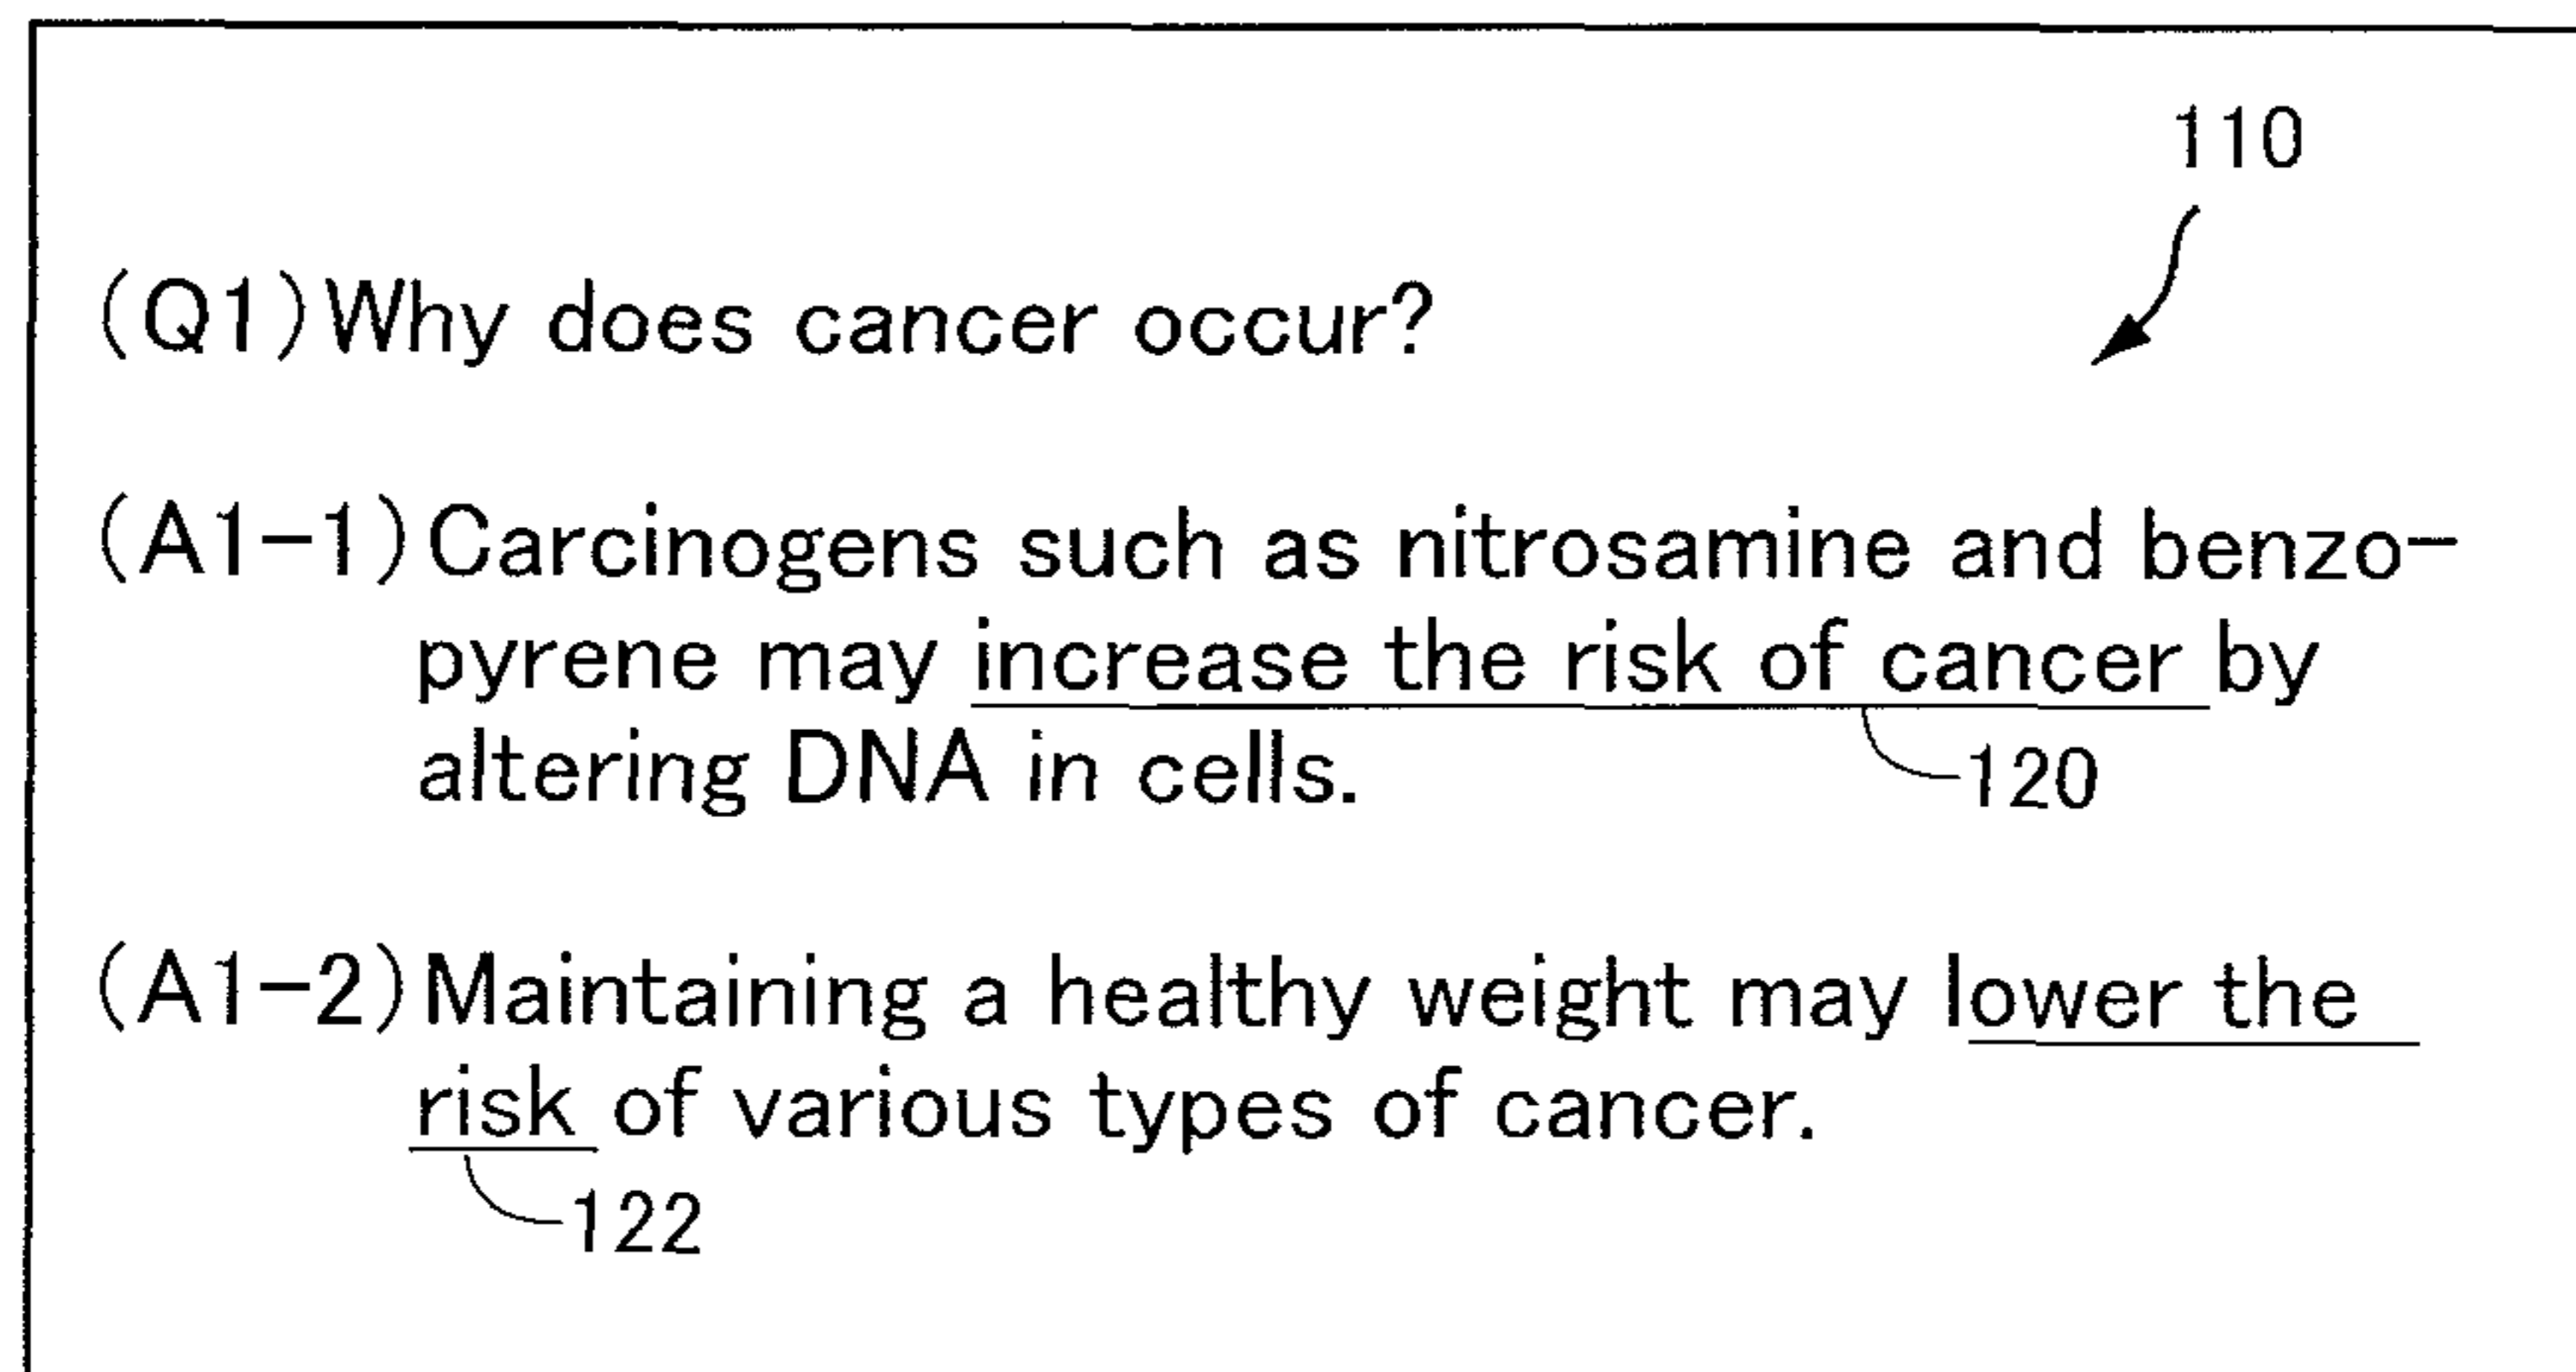 110
(Q1)Why does cancer occur?
(A1-1)Carcinogens such as nitrosamine and benzo-
pyrene may increase the risk of cancer by
altering DNA in cells.
120
(A1-2)Maintaining a healthy weight may lower the
risk of various types of cancer.
122